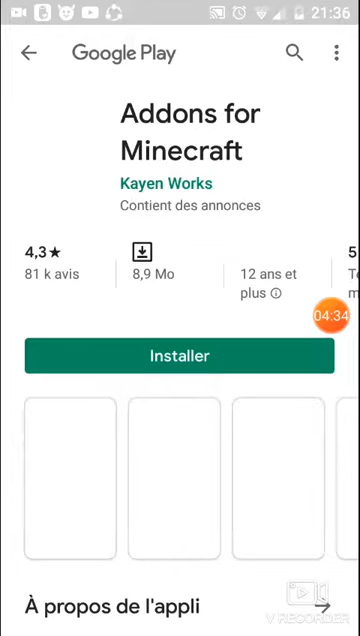 21:36
Google Play
Addons for
Minecraft
Kayen Works
Contient des annonces
4,3★
81 k avis
8,9 Mo
12 ans et
plus
5
T
m
04:34
Installer
À propos de l'appli
V RECORDER